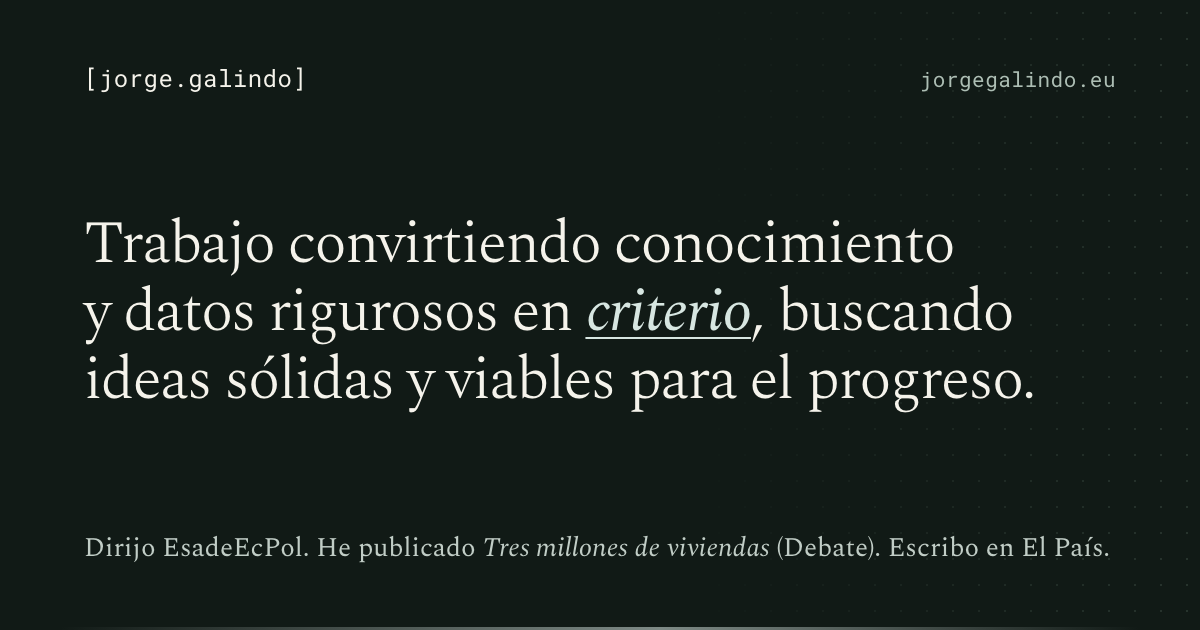 [jorge.galindo]
jorgegalindo.eu
Trabajo convirtiendo conocimiento
y datos rigurosos en criterio, buscando
ideas sólidas y viables para el progreso.
Dirijo EsadeEcPol. He publicado Tres millones de viviendas (Debate). Escribo en El País.